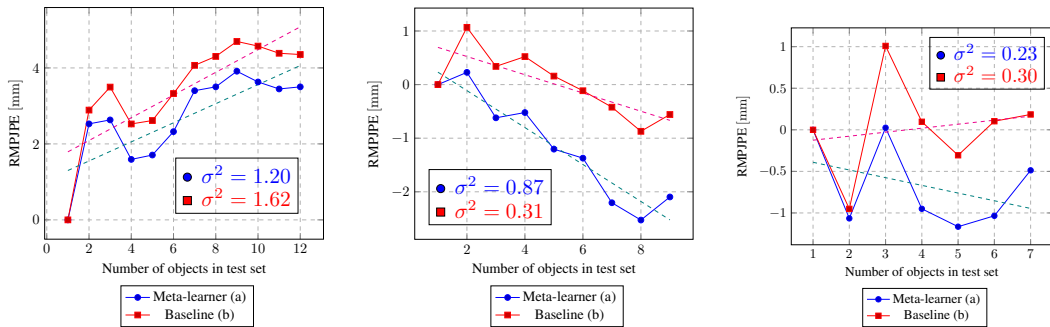 RMPJPE [mm]
4
2
0
σ² = 1.20
σ² = 1.62
0 2 4 6 8 10 12
Number of objects in test set
Meta-learner (a)
Baseline (b)
RMPJPE [mm]
1
0
−1
−2
σ² = 0.87
σ² = 0.31
2 4 6 8
Number of objects in test set
Meta-learner (a)
Baseline (b)
RMPJPE [mm]
1
0.5
0
−0.5
−1
σ² = 0.23
σ² = 0.30
1 2 3 4 5 6 7
Number of objects in test set
Meta-learner (a)
Baseline (b)